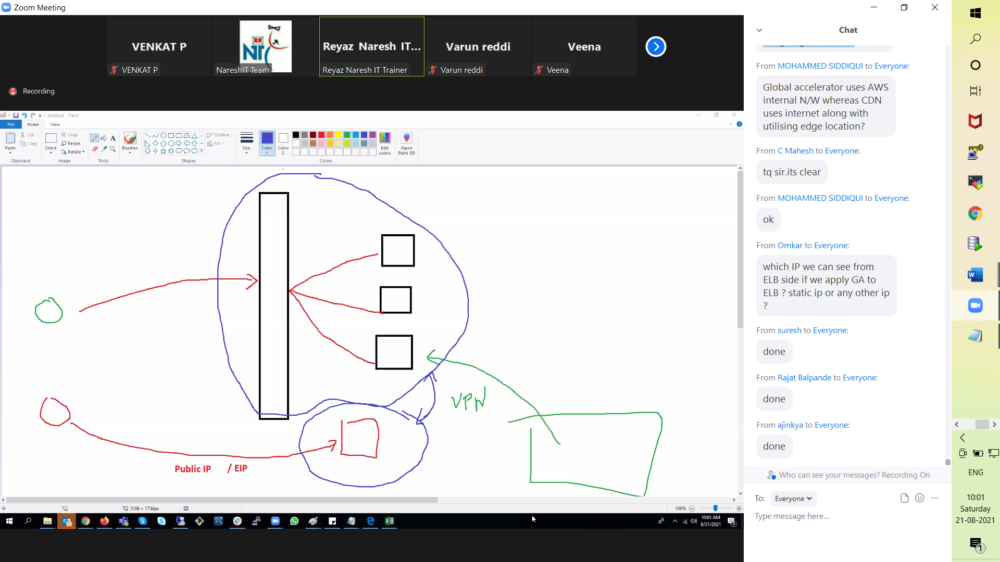 Zoom Meeting
VENKAT P
VENKAT P
NareshIT Team
Reyaz Naresh IT...
Reyaz Naresh IT Trainer
Varun reddi
Varun reddi
Veena
Veena
Recording
Untitled - Paint
File Home View
Paste
Cut
Copy
Clipboard
Select
Crop
Resize
Rotate
Image
Tools
Brushes
Outline
Fill
Shapes
Size
Color 1
Color 2
Edit colors
Open Paint 3D
Colors
VPN
Public IP / EIP
3186 × 1734px
100%
10:01 AM
8/21/2021
1
Chat
From MOHAMMED SIDDIQUI to Everyone:
Global accelerator uses AWS
internal N/W whereas CDN
uses internet along with
utilising edge location?
From C Mahesh to Everyone:
tq sir.its clear
From MOHAMMED SIDDIQUI to Everyone:
ok
From Omkar to Everyone:
which IP we can see from
ELB side if we apply GA to
ELB ? static ip or any other ip
?
From suresh to Everyone:
done
From Rajat Balpande to Everyone:
done
From ajinkya to Everyone:
done
Who can see your messages? Recording On
To: Everyone
Type message here...
ENG
10:01
Saturday
21-08-2021
1